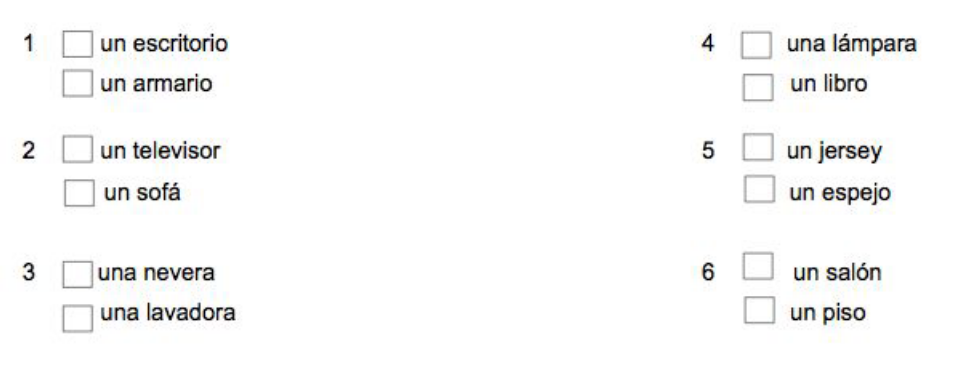 1 un escritorio
un armario
2 un televisor
un sofá
3 una nevera
una lavadora
4 una lámpara
un libro
5 un jersey
un espejo
6 un salón
un piso